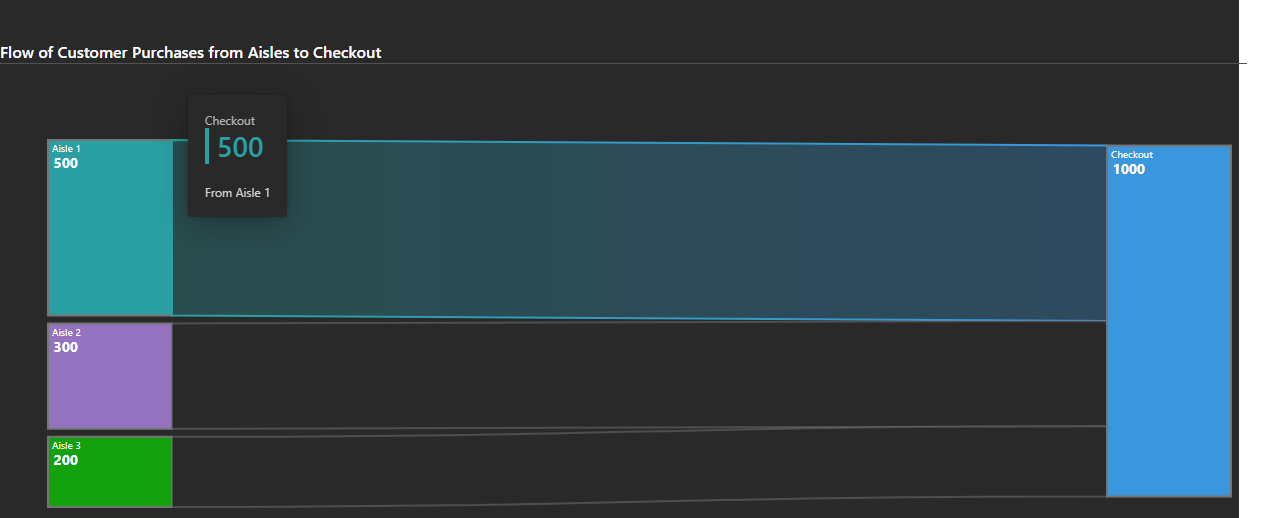 Flow of Customer Purchases from Aisles to Checkout
Checkout
500
From Aisle 1
Aisle 1
500
Checkout
1000
Aisle 2
300
Aisle 3
200